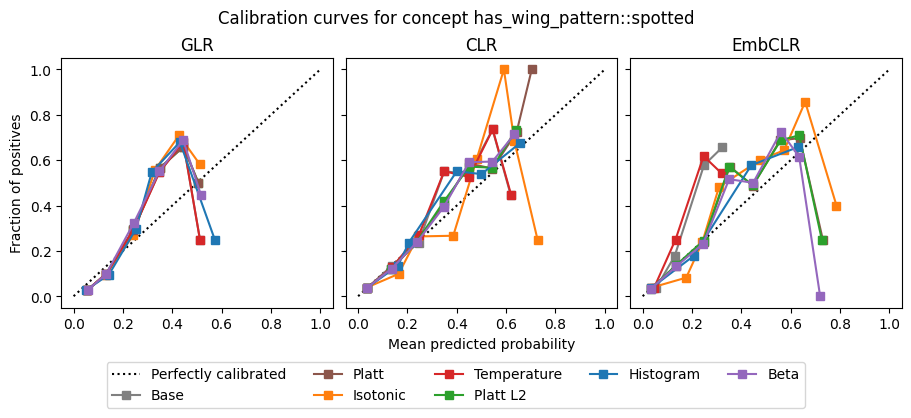 Calibration curves for concept has_wing_pattern::spotted
GLR
CLR
EmbCLR
Fraction of positives
1.0
0.8
0.6
0.4
0.2
0.0
0.0 0.2 0.4 0.6 0.8 1.0
0.0 0.2 0.4 0.6 0.8 1.0
0.0 0.2 0.4 0.6 0.8 1.0
Mean predicted probability
Perfectly calibrated
Base
Platt
Isotonic
Temperature
Platt L2
Histogram
Beta